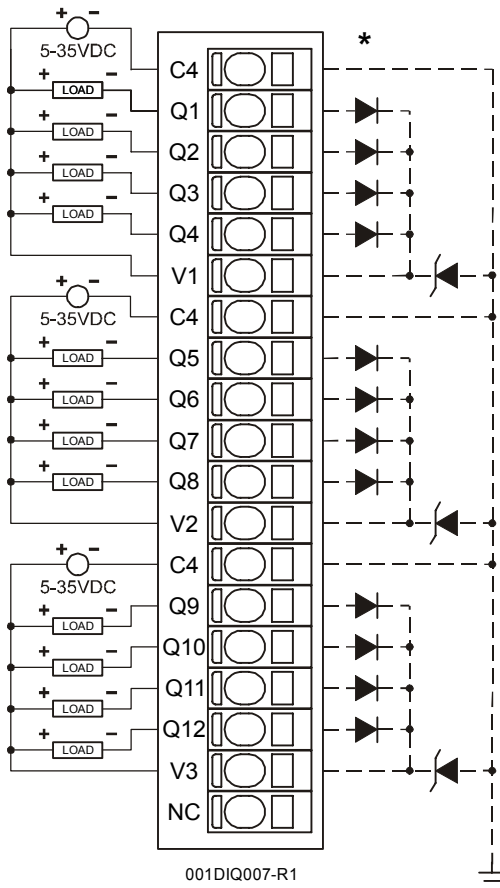 *
+ -
5-35VDC
C4
+ LOAD -
Q1
+ LOAD -
Q2
+ LOAD -
Q3
+ LOAD -
Q4
V1
+ -
5-35VDC
C4
+ LOAD -
Q5
+ LOAD -
Q6
+ LOAD -
Q7
+ LOAD -
Q8
V2
+ -
5-35VDC
C4
+ LOAD -
Q9
+ LOAD -
Q10
+ LOAD -
Q11
+ LOAD -
Q12
V3
NC
001DIQ007-R1